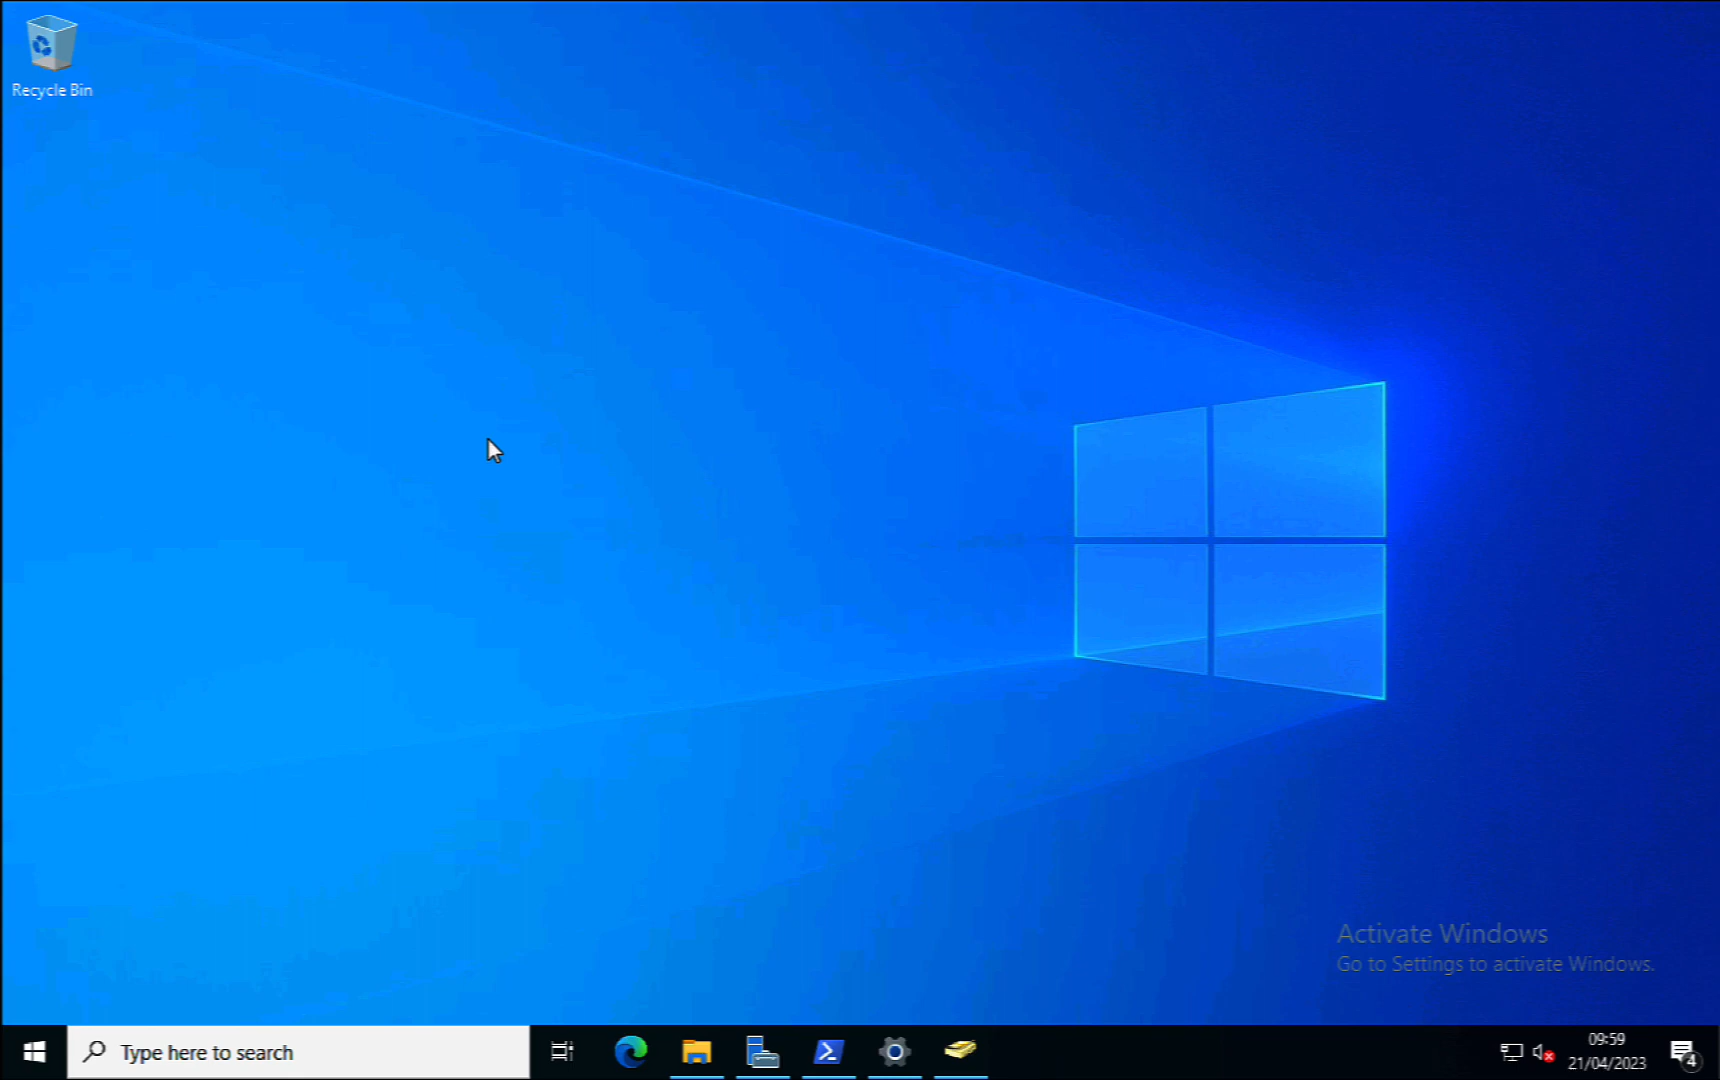 Recycle Bin
Activate Windows
Go to Settings to activate Windows.
Type here to search
09:59
21/04/2023
4